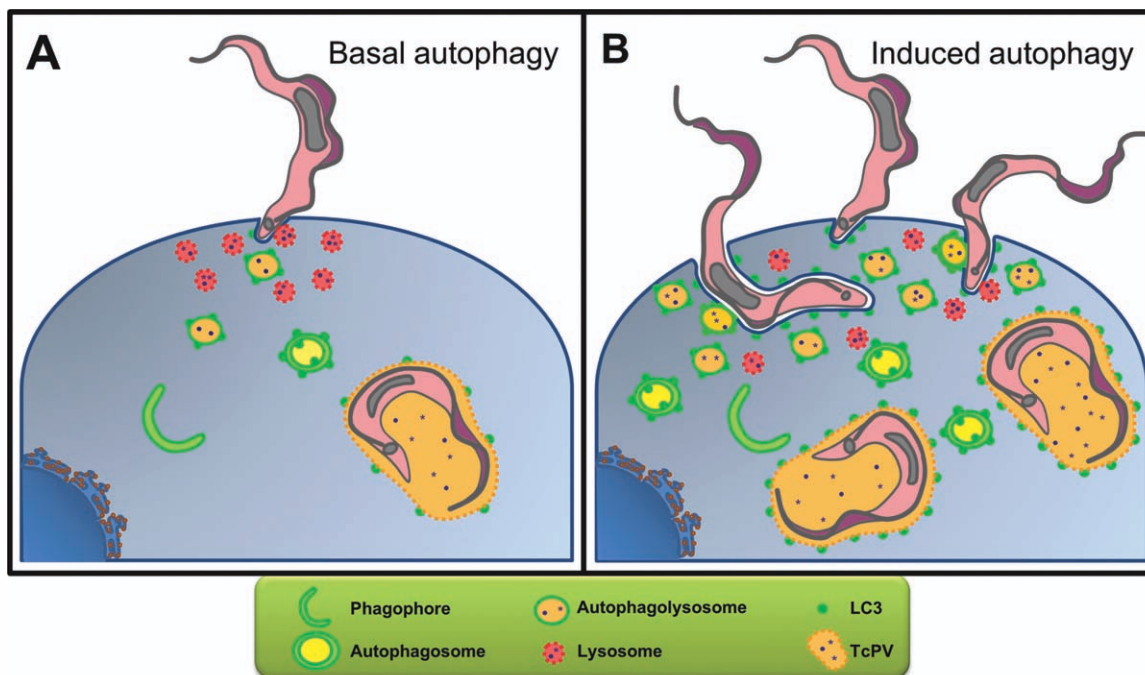 A
Basal autophagy
B
Induced autophagy
Phagophore
Autophagolysosome
LC3
Autophagosome
Lysosome
TcPV